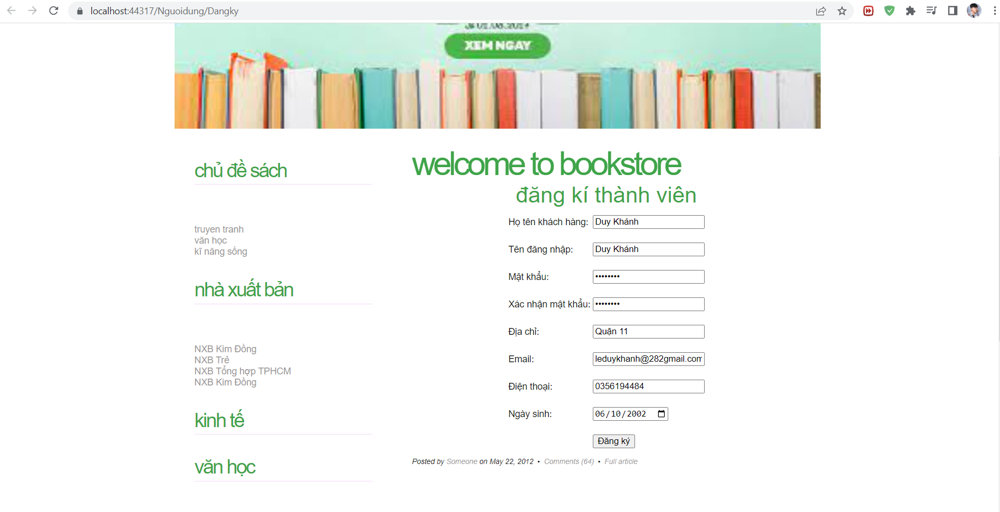 localhost:44317/Nguoidung/Dangky
XEM NGAY
chủ đề sách
truyen tranh
văn học
kĩ năng sống
nhà xuất bản
NXB Kim Đồng
NXB Trẻ
NXB Tổng hợp TPHCM
NXB Kim Đồng
kinh tế
văn học
welcome to bookstore
đăng kí thành viên
Họ tên khách hàng: Duy Khánh
Tên đăng nhập: Duy Khánh
Mật khẩu: ••••••••
Xác nhận mật khẩu: ••••••••
Địa chỉ: Quận 11
Email: leduykhanh@282gmail.com
Điện thoại: 0356194484
Ngày sinh: 06/10/2002
Đăng ký
Posted by Someone on May 22, 2012 • Comments (64) • Full article